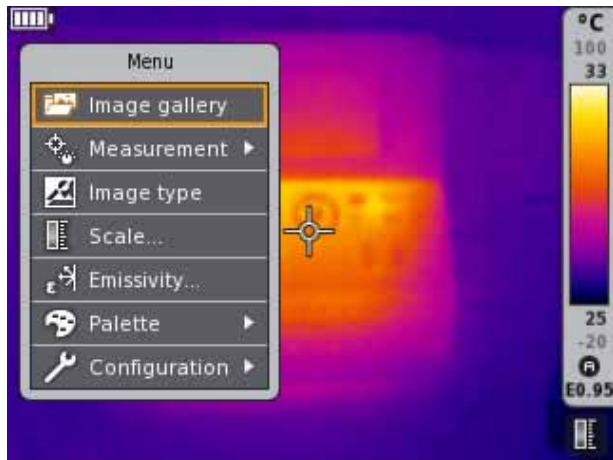 °C
100
33
Menu
Image gallery
Measurement
Image type
Scale...
ε
Emissivity...
Palette
Configuration
25
-20
A
E0.95